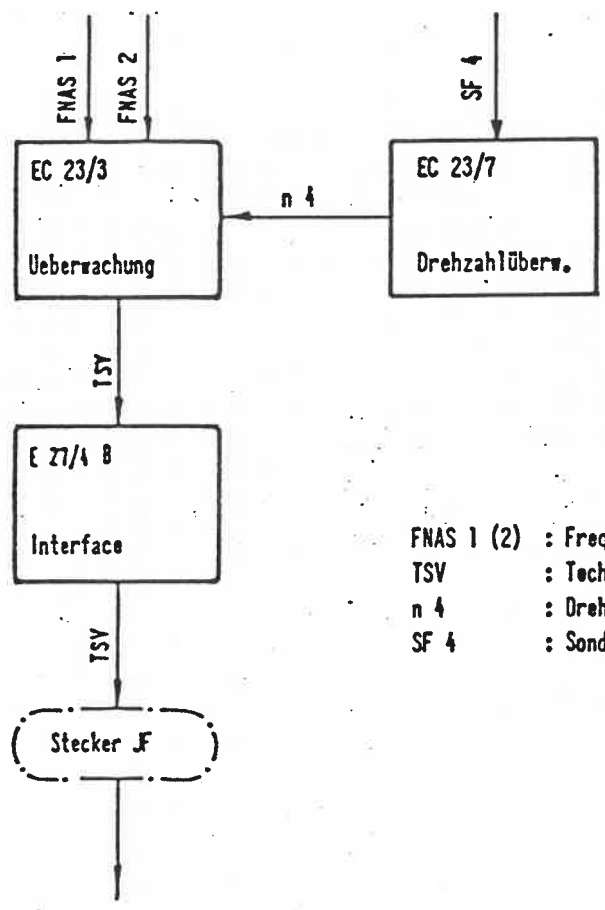 FNAS 1
FNAS 2
SF 4
EC 23/3
Ueberwachung
n 4
EC 23/7
Drehzahlüberw.
TSV
E 27/4 B
Interface
TSV
Stecker JF
FNAS 1 (2) : Freq
TSV : Tech
n 4 : Dreh
SF 4 : Sond